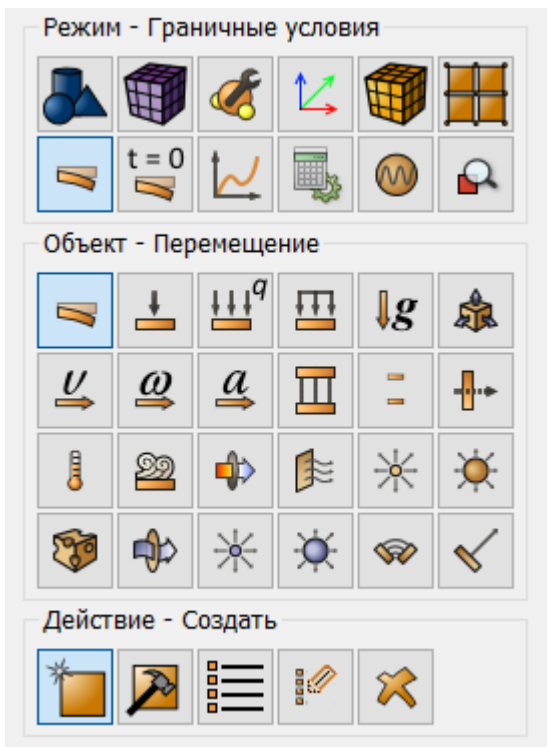 Режим - Граничные условия
t = 0
Объект - Перемещение
q
g
υ ω a
Действие - Создать